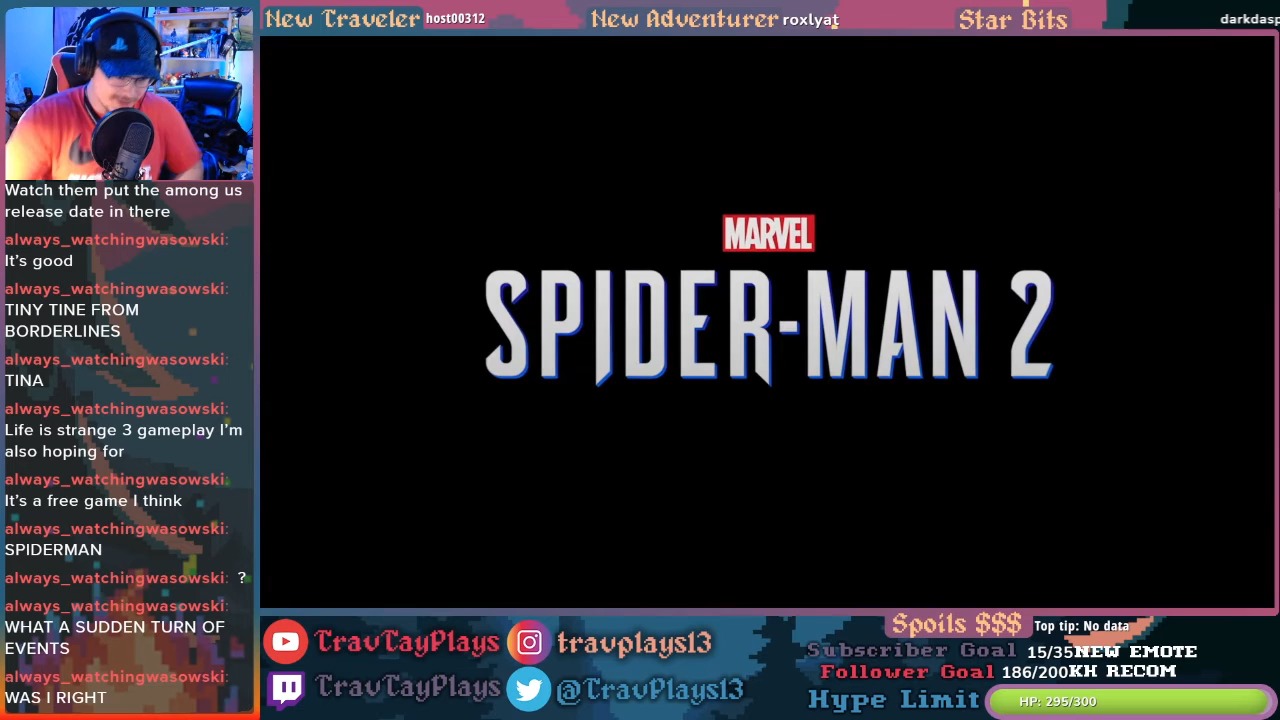 New Traveler host00312
New Adventurer roxlyat
Star Bits
darkdasp
Watch them put the among us
release date in there
always_watchingwasowski:
It's good
always_watchingwasowski:
TINY TINE FROM
BORDERLINES
always_watchingwasowski:
TINA
always_watchingwasowski:
Life is strange 3 gameplay I'm
also hoping for
always_watchingwasowski:
It's a free game I think
always_watchingwasowski:
SPIDERMAN
always_watchingwasowski: ?
always_watchingwasowski:
WHAT A SUDDEN TURN OF
EVENTS
always_watchingwasowski:
WAS I RIGHT
MARVEL
SPIDER-MAN 2
TravTayPlays
travplays13
TravTayPlays
@TravPlays13
Spoils $$$ Top tip: No data
Subscriber Goal 15/35 NEW EMOTE
Follower Goal 186/200 KH RECOM
Hype Limit HP: 295/300